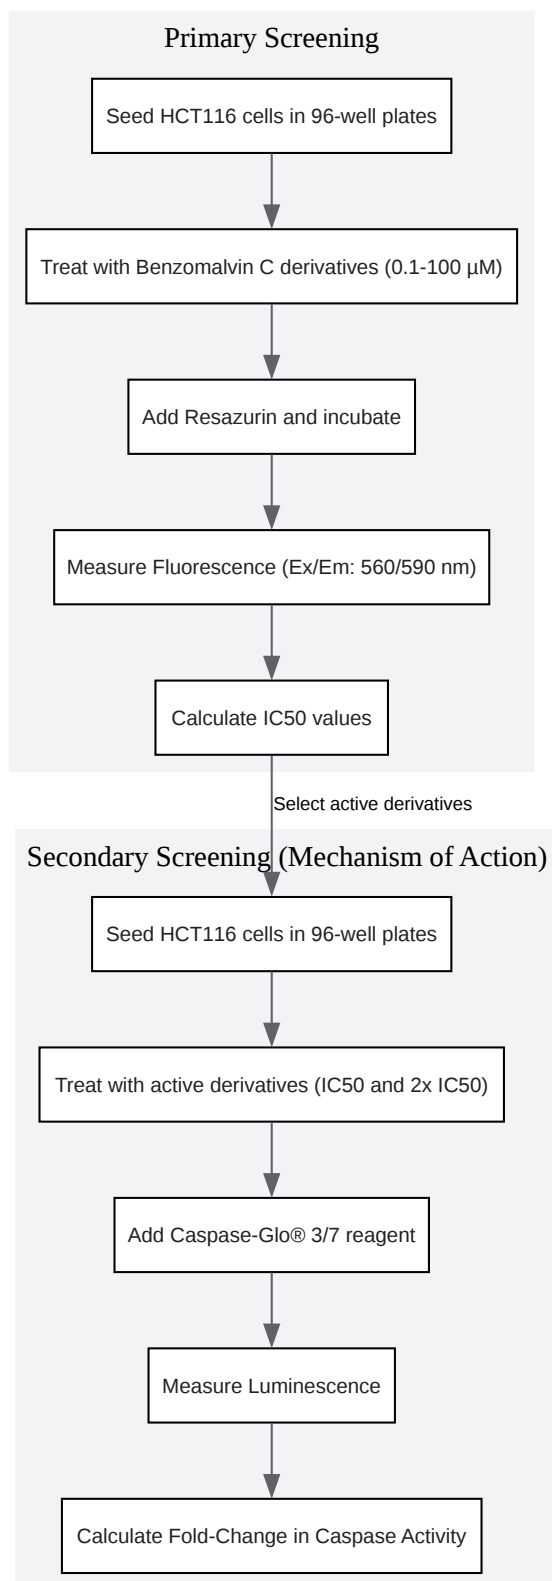 Primary Screening
Seed HCT116 cells in 96-well plates
Treat with Benzomalvin C derivatives (0.1-100 µM)
Add Resazurin and incubate
Measure Fluorescence (Ex/Em: 560/590 nm)
Calculate IC50 values
Select active derivatives
Secondary Screening (Mechanism of Action)
Seed HCT116 cells in 96-well plates
Treat with active derivatives (IC50 and 2x IC50)
Add Caspase-Glo® 3/7 reagent
Measure Luminescence
Calculate Fold-Change in Caspase Activity